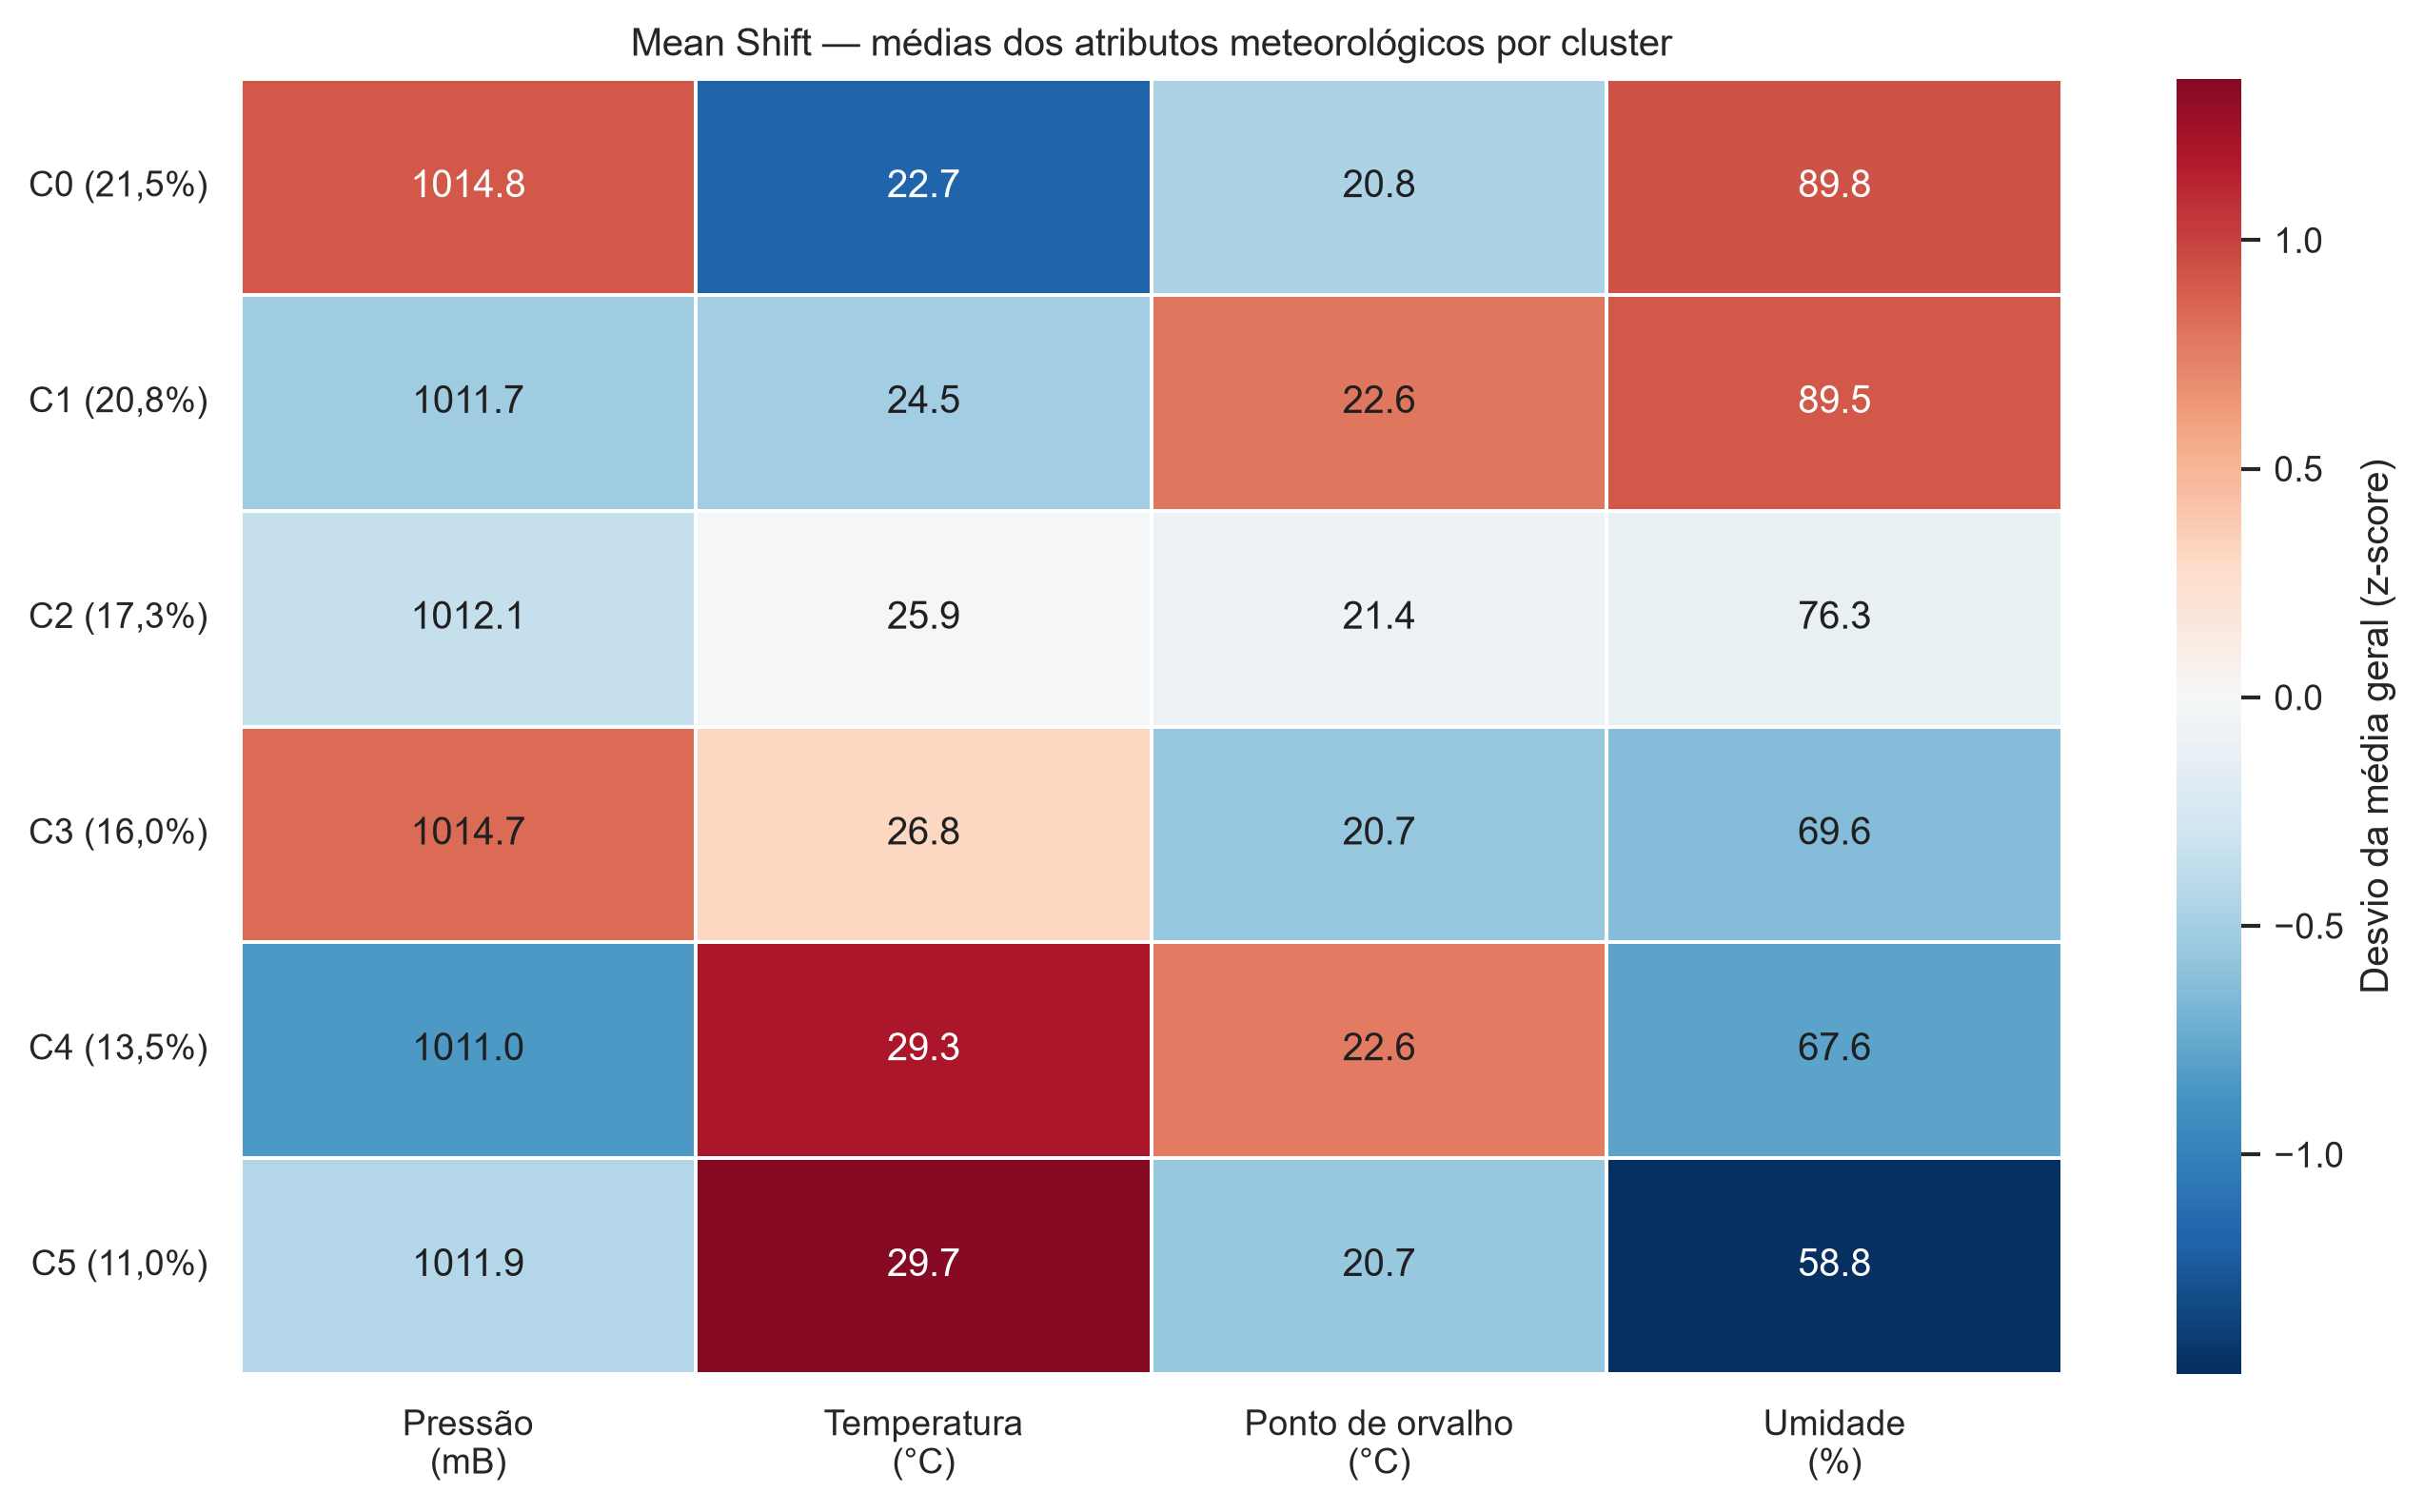 Mean Shift — médias dos atributos meteorológicos por cluster
C0 (21,5%) 1014.8 22.7 20.8 89.8
C1 (20,8%) 1011.7 24.5 22.6 89.5
C2 (17,3%) 1012.1 25.9 21.4 76.3
C3 (16,0%) 1014.7 26.8 20.7 69.6
C4 (13,5%) 1011.0 29.3 22.6 67.6
C5 (11,0%) 1011.9 29.7 20.7 58.8
Pressão
(mB)
Temperatura
(°C)
Ponto de orvalho
(°C)
Umidade
(%)
1.0
0.5
0.0
−0.5
−1.0
Desvio da média geral (z-score)